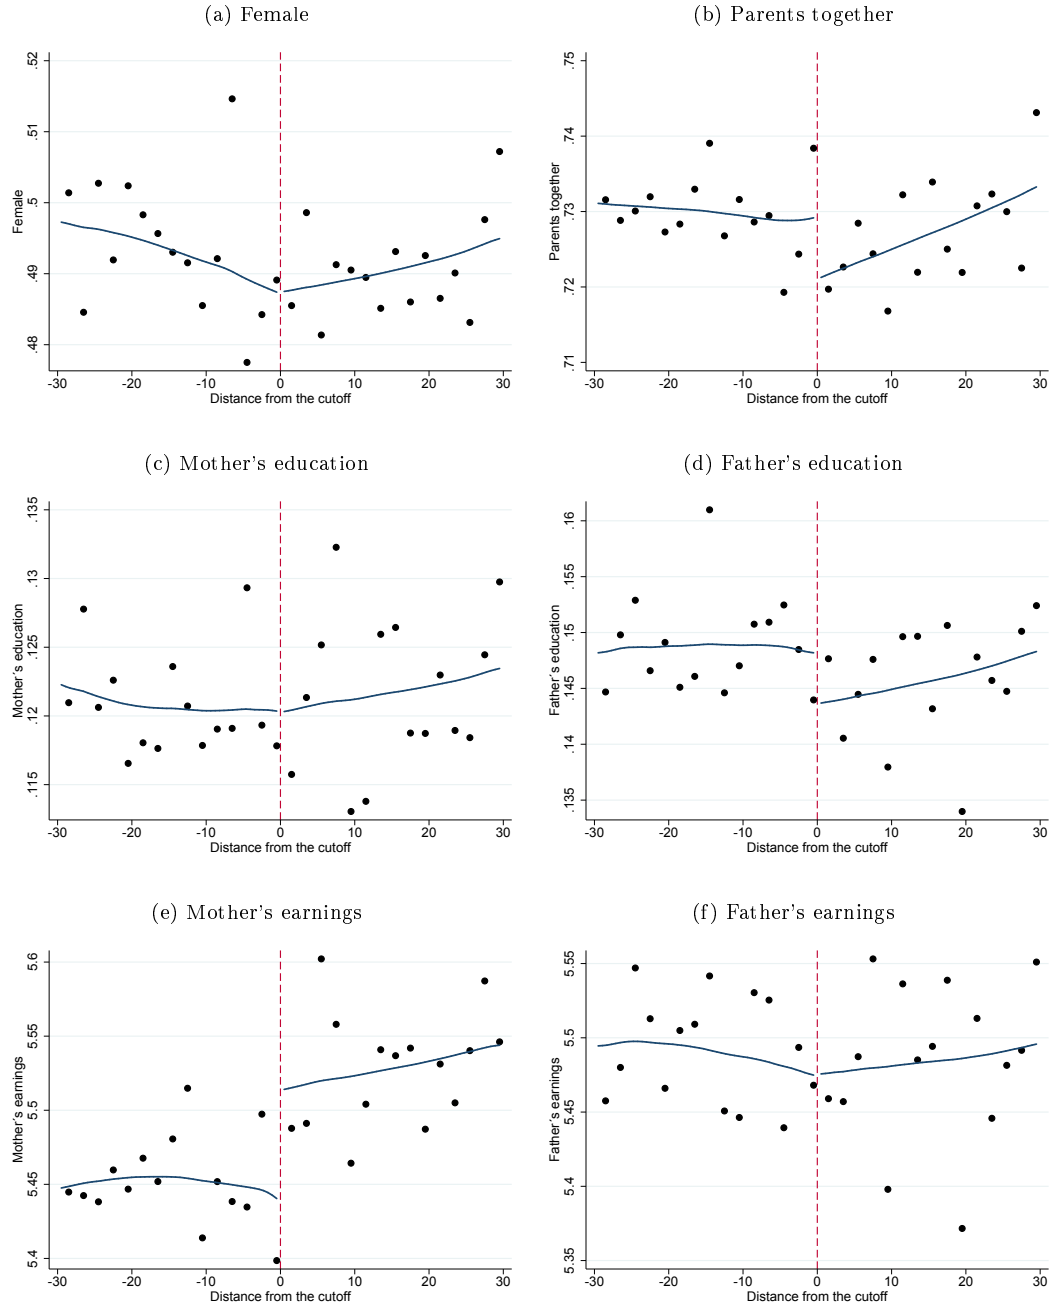 (a) Female
.52
.51
.5
.49
.48
Female
-30 -20 -10 0 10 20 30
Distance from the cutoff
(b) Parents together
.75
.74
.73
.72
.71
Parents together
-30 -20 -10 0 10 20 30
Distance from the cutoff
(c) Mother's education
.135
.13
.125
.12
.115
Mother´s education
-30 -20 -10 0 10 20 30
Distance from the cutoff
(d) Father's education
.16
.155
.15
.145
.14
.135
Father´s education
-30 -20 -10 0 10 20 30
Distance from the cutoff
(e) Mother's earnings
5.6
5.55
5.5
5.45
5.4
Mother´s earnings
-30 -20 -10 0 10 20 30
Distance from the cutoff
(f) Father's earnings
5.55
5.5
5.45
5.4
5.35
Father´s earnings
-30 -20 -10 0 10 20 30
Distance from the cutoff